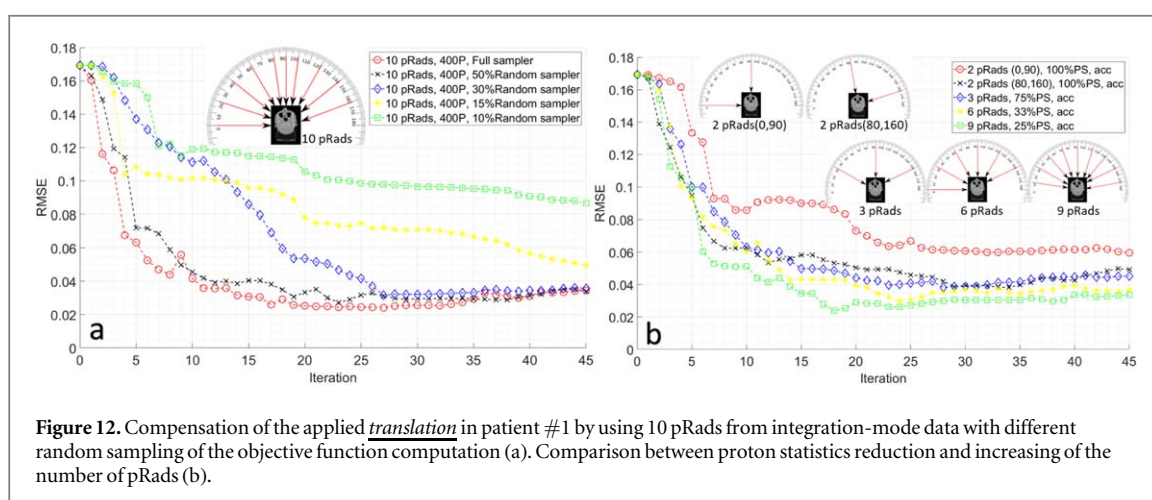 0.18
0.16
0.14
0.12
0.1
0.08
0.06
0.04
0.02
0
RMSE
0 5 10 15 20 25 30 35 40 45
Iteration
a
10 pRads
10 pRads, 400P, Full sampler
10 pRads, 400P, 50%Random sampler
10 pRads, 400P, 30%Random sampler
10 pRads, 400P, 15%Random sampler
10 pRads, 400P, 10%Random sampler
0.18
0.16
0.14
0.12
0.1
0.08
0.06
0.04
0.02
0
RMSE
0 5 10 15 20 25 30 35 40 45
Iteration
b
2 pRads(0,90)
2 pRads(80,160)
2 pRads (0,90), 100%PS, acc
2 pRads (80,160), 100%PS, acc
3 pRads, 75%PS, acc
6 pRads, 33%PS, acc
9 pRads, 25%PS, acc
3 pRads
6 pRads
9 pRads
Figure 12. Compensation of the applied translation in patient #1 by using 10 pRads from integration-mode data with different
random sampling of the objective function computation (a). Comparison between proton statistics reduction and increasing of the
number of pRads (b).